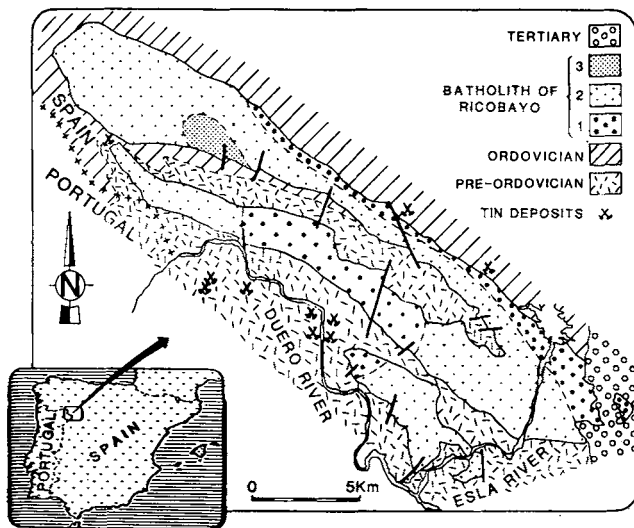 TERTIARY
3
BATHOLITH OF
RICOBAYO
2
1
ORDOVICIAN
PRE-ORDOVICIAN
TIN DEPOSITS
SPAIN
PORTUGAL
N
DUERO RIVER
ESLA RIVER
0 5Km
PORTUGAL
SPAIN